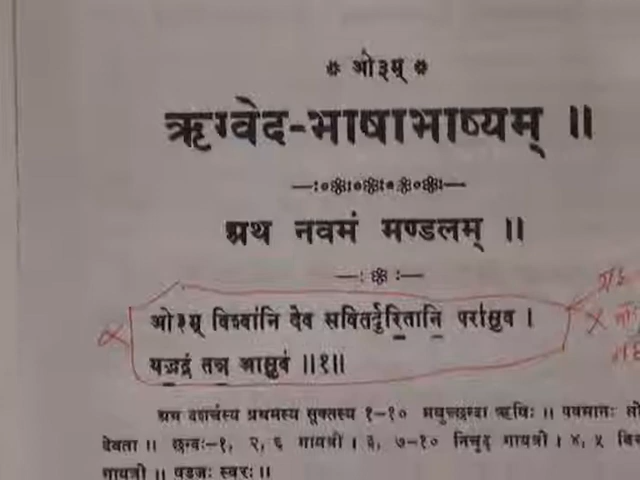 * ओ३म् *
ऋग्वेद-भाषाभाष्यम् ॥
अथ नवमं मण्डलम् ॥
ओ३म् विश्वा॑नि देव सवितर्दुरि॒तानि॒ परा॑सुव ।
यद्भ॒द्रं तन्न॒ आसु॑व ॥१॥
अथ दशर्चस्य प्रथमस्य सूक्तस्य १-१० मधुच्छन्दा ऋषिः ॥ पवमानः
देवता ॥ छन्दः-१, २, ६ गायत्री । ३, ७-१० निचृद् गायत्री । ४, ५
गायत्री ॥ षड्जः स्वरः ॥